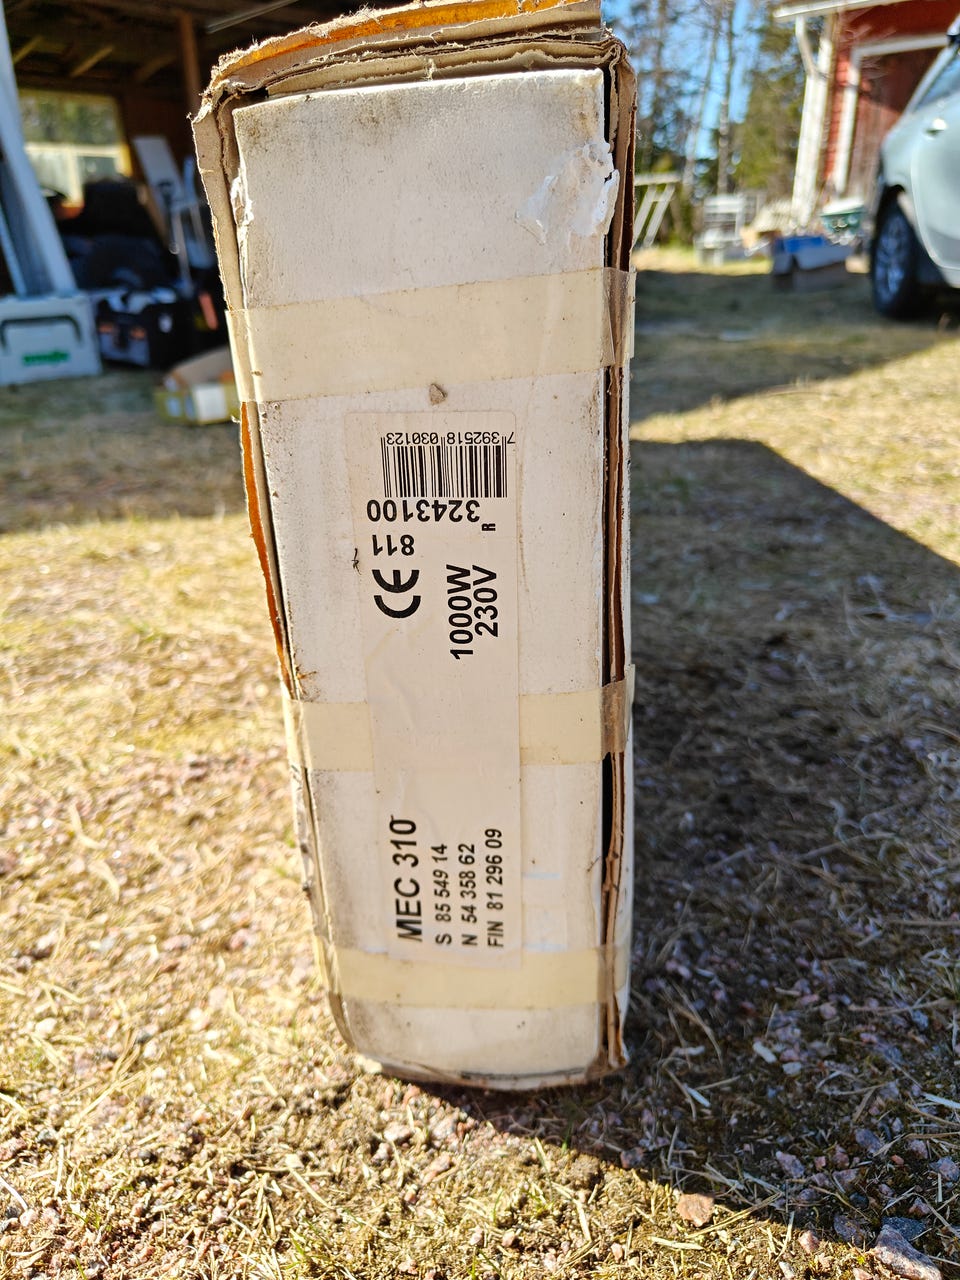 MEC 310
S 85 549 14
N 54 358 62
FIN 81 296 09
1000W
230V
CE
811
3243100
R
7 392518 030123